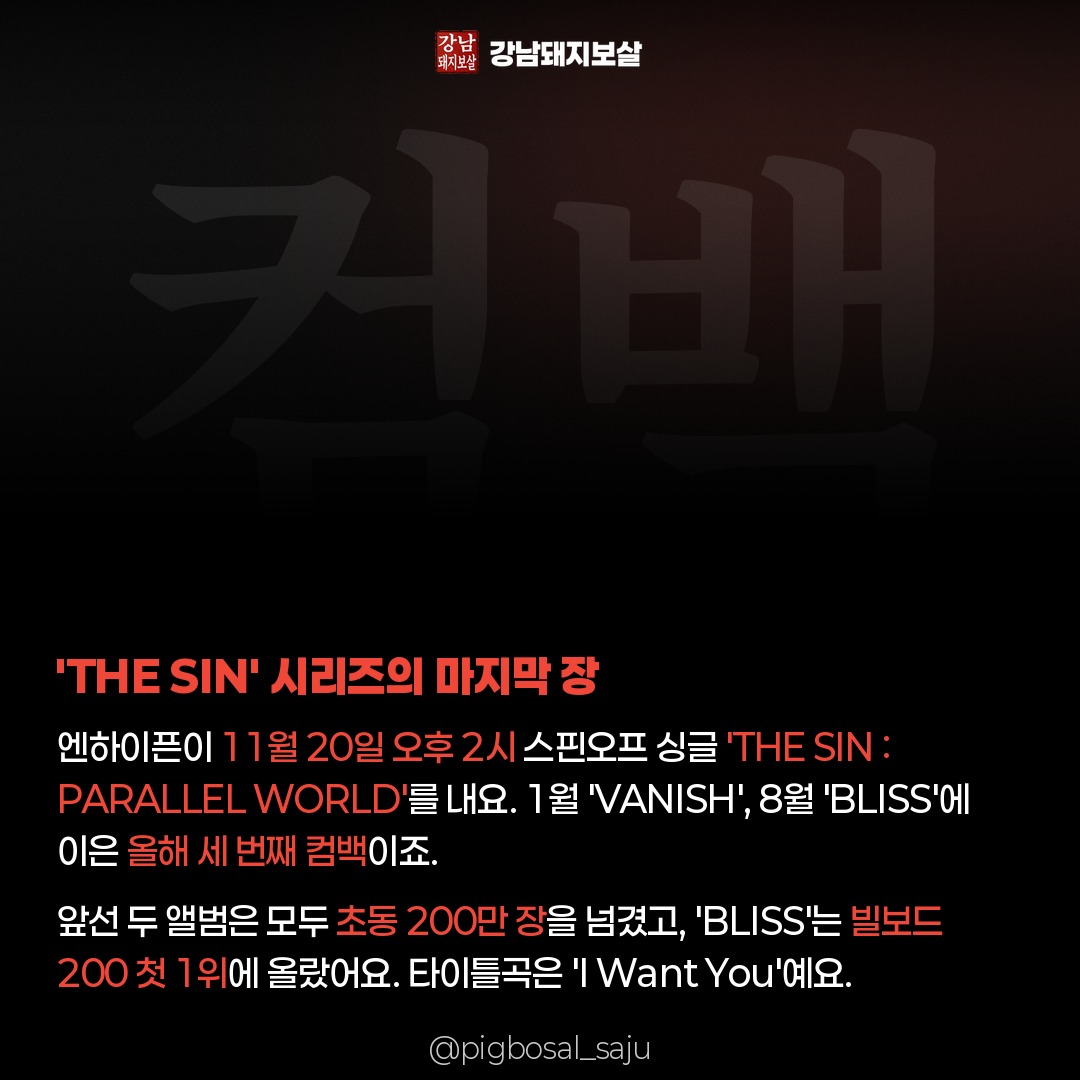 강남
돼지보살
강남돼지보살
컴백
'THE SIN' 시리즈의 마지막 장
엔하이픈이 11월 20일 오후 2시 스핀오프 싱글 'THE SIN :
PARALLEL WORLD'를 내요. 1월 'VANISH', 8월 'BLISS'에
이은 올해 세 번째 컴백이죠.
앞선 두 앨범은 모두 초동 200만 장을 넘겼고, 'BLISS'는 빌보드
200 첫 1위에 올랐어요. 타이틀곡은 'I Want You'예요.
@pigbosal_saju